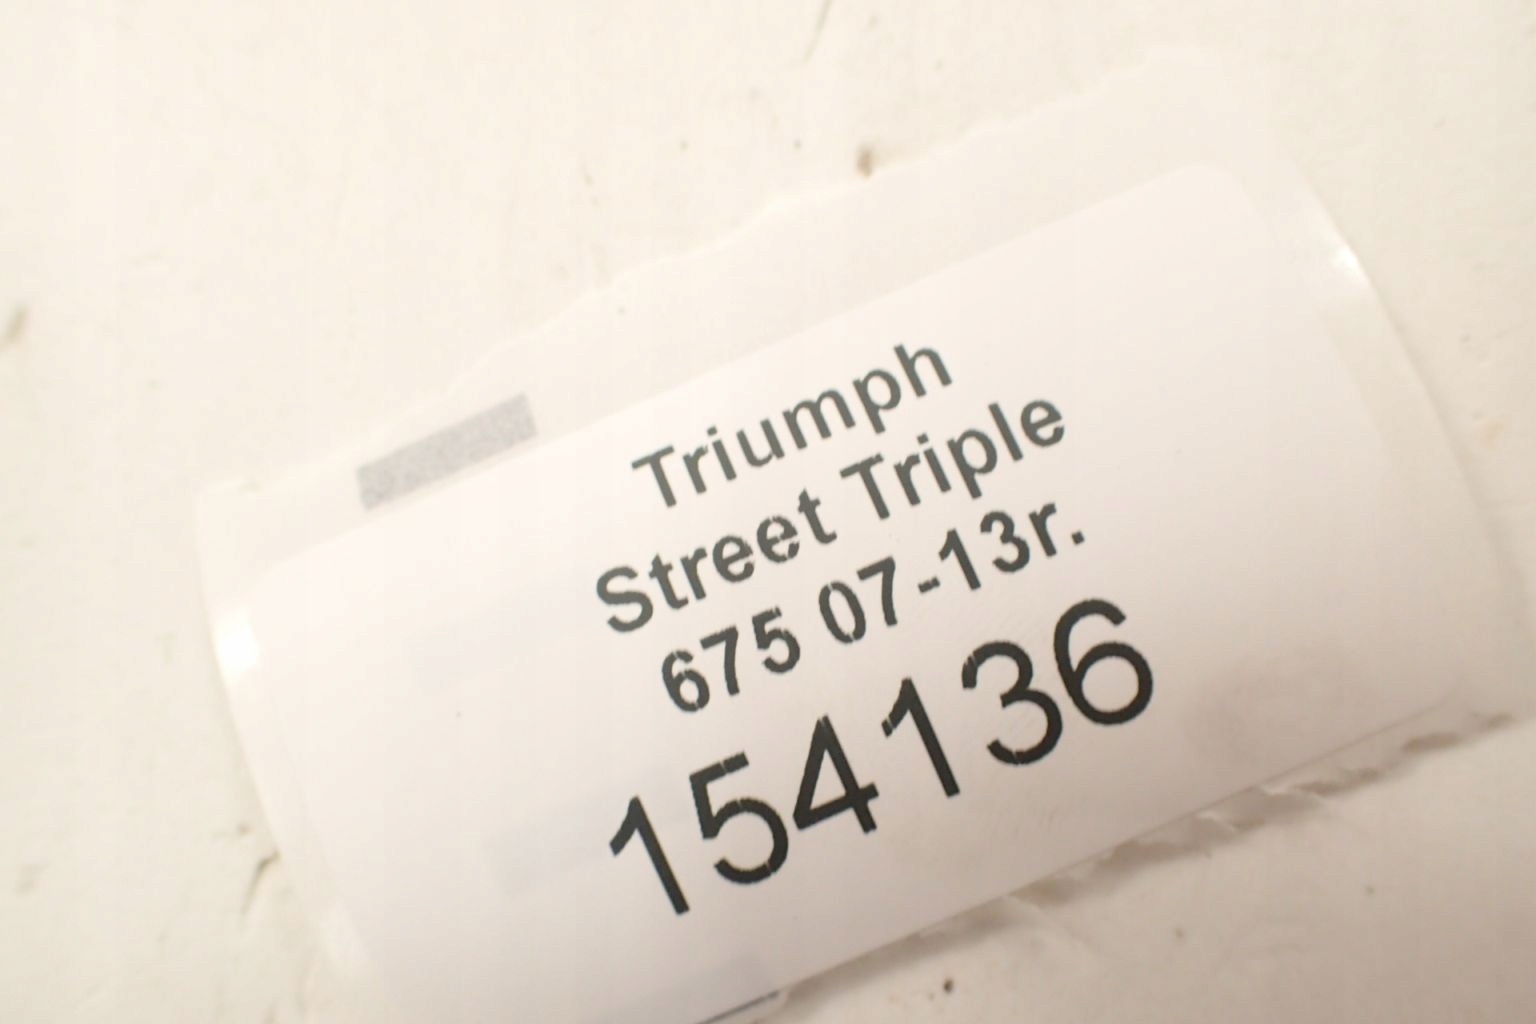 Triumph
Street Triple
675 07-13r.
154136